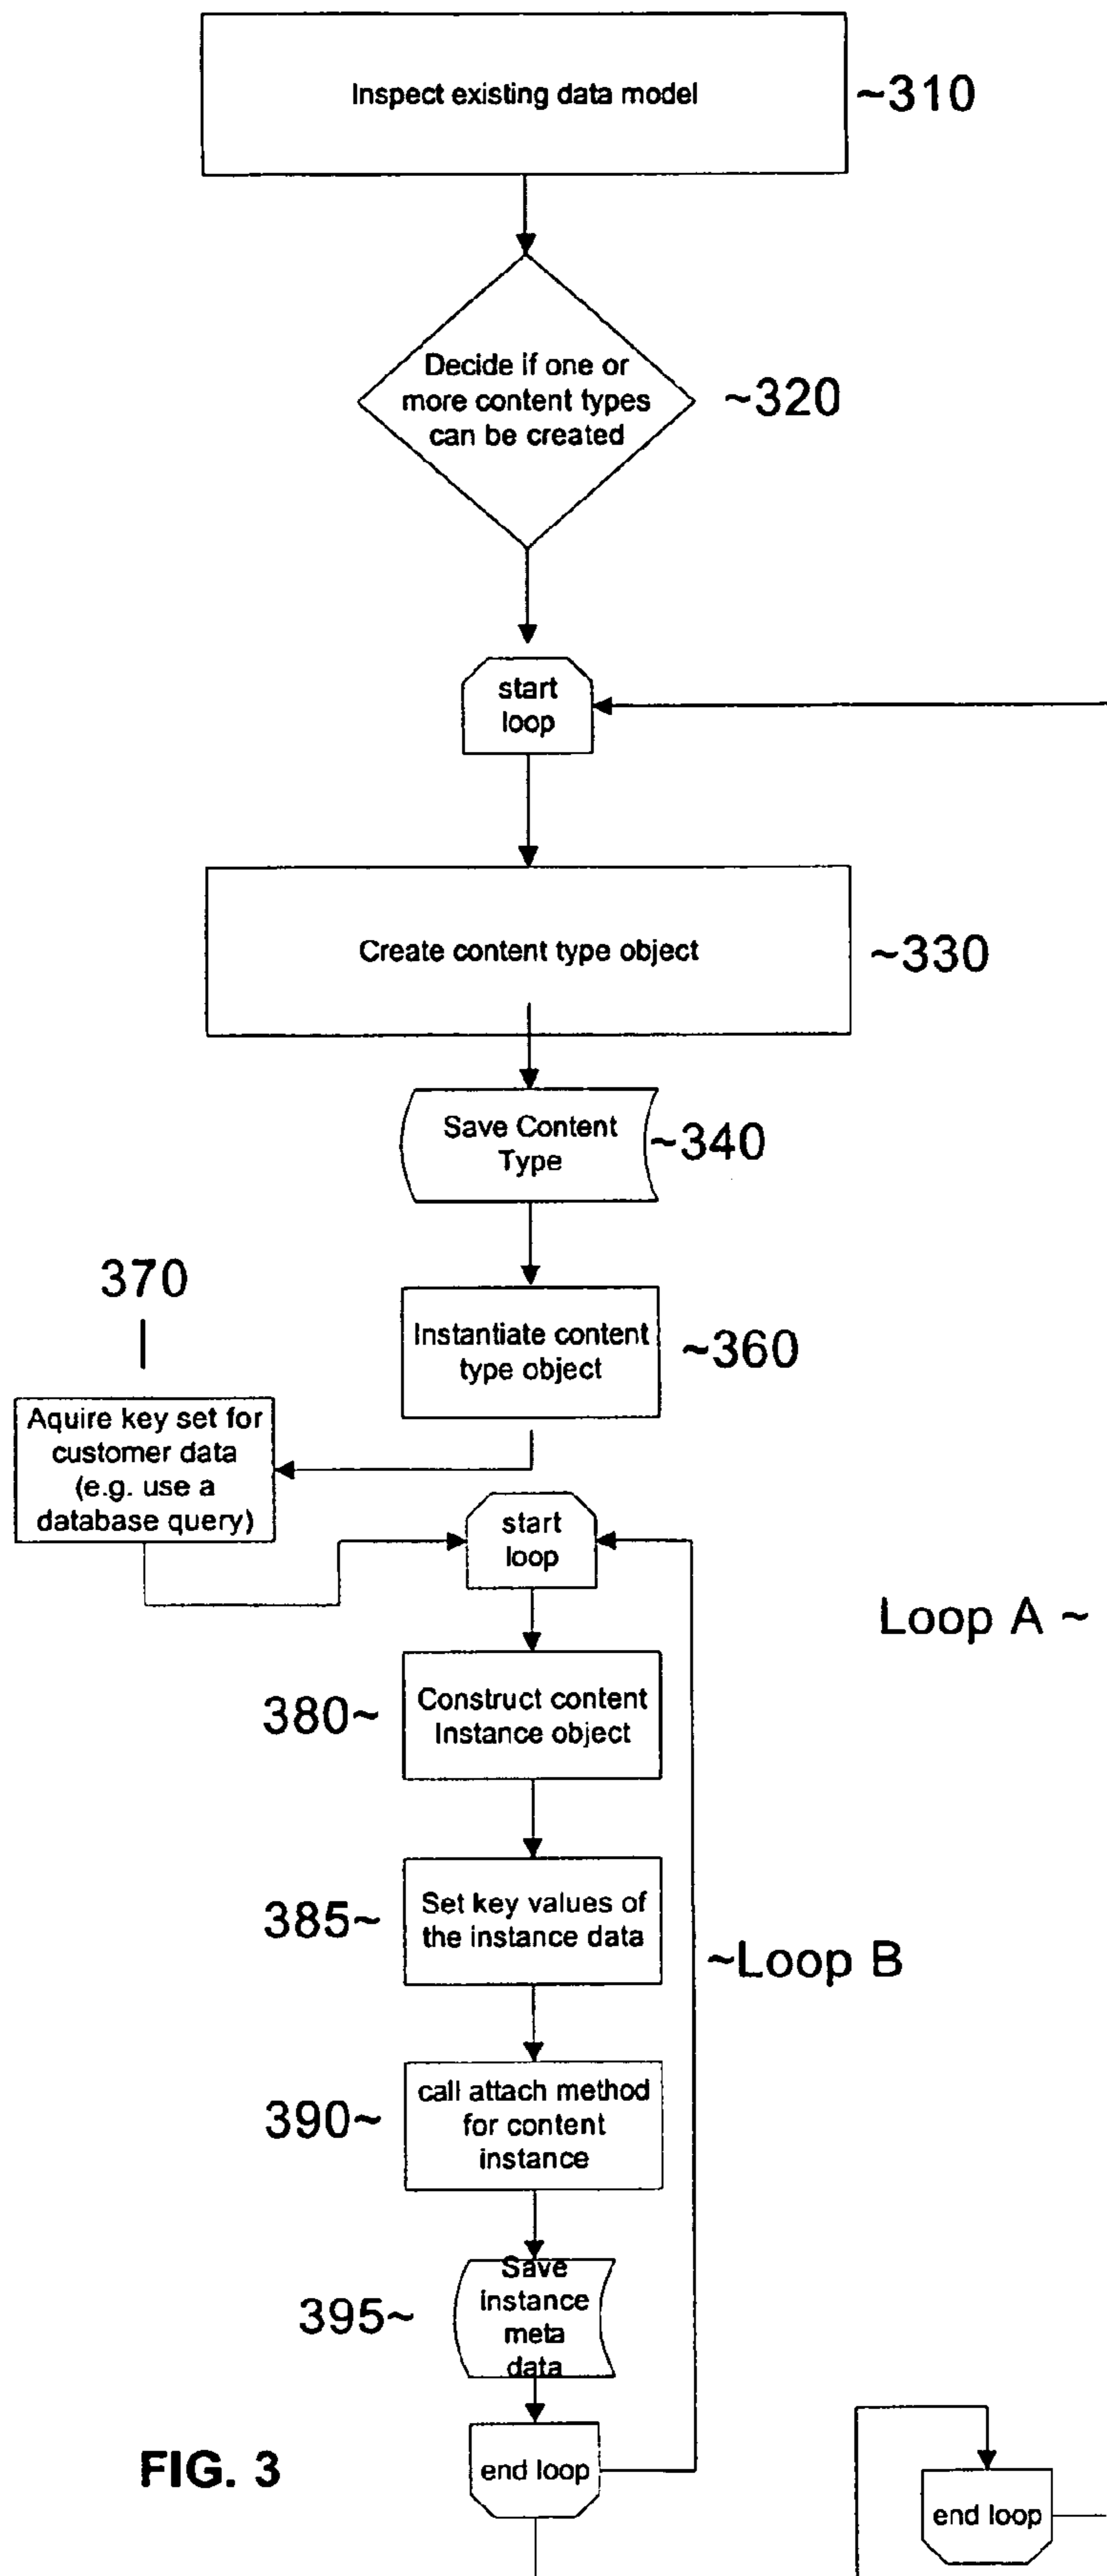 Inspect existing data model
~310
Decide if one or
more content types
can be created
~320
start
loop
Create content type object
~330
Save Content
Type
~340
370
Instantiate content
type object
~360
Aquire key set for
customer data
(e.g. use a
database query)
start
loop
Loop A ~
380~
Construct content
Instance object
385~
Set key values of
the instance data
~Loop B
390~
call attach method
for content
instance
395~
Save
instance
meta
data
FIG. 3
end loop
end loop